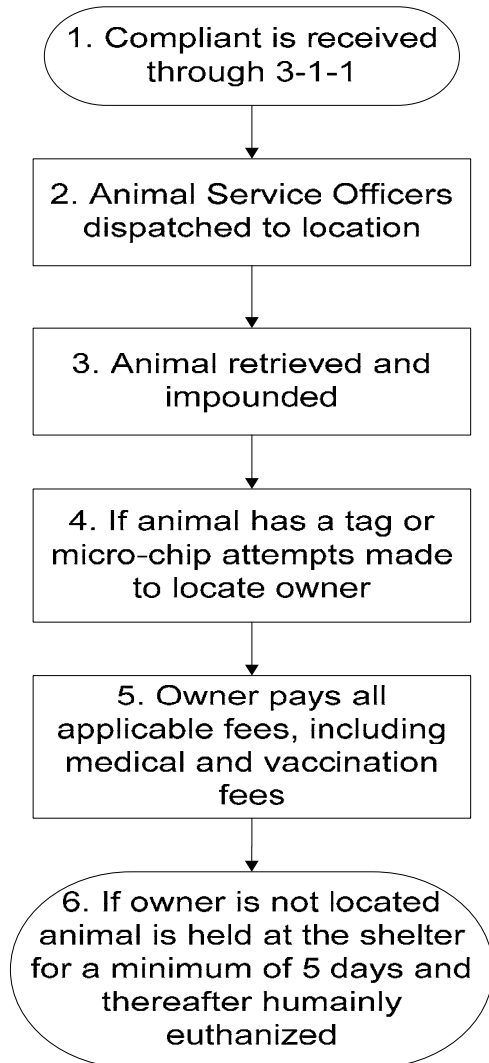 1. Compliant is received
through 3-1-1
2. Animal Service Officers
dispatched to location
3. Animal retrieved and
impounded
4. If animal has a tag or
micro-chip attempts made
to locate owner
5. Owner pays all
applicable fees, including
medical and vaccination
fees
6. If owner is not located
animal is held at the shelter
for a minimum of 5 days and
thereafter humainly
euthanized